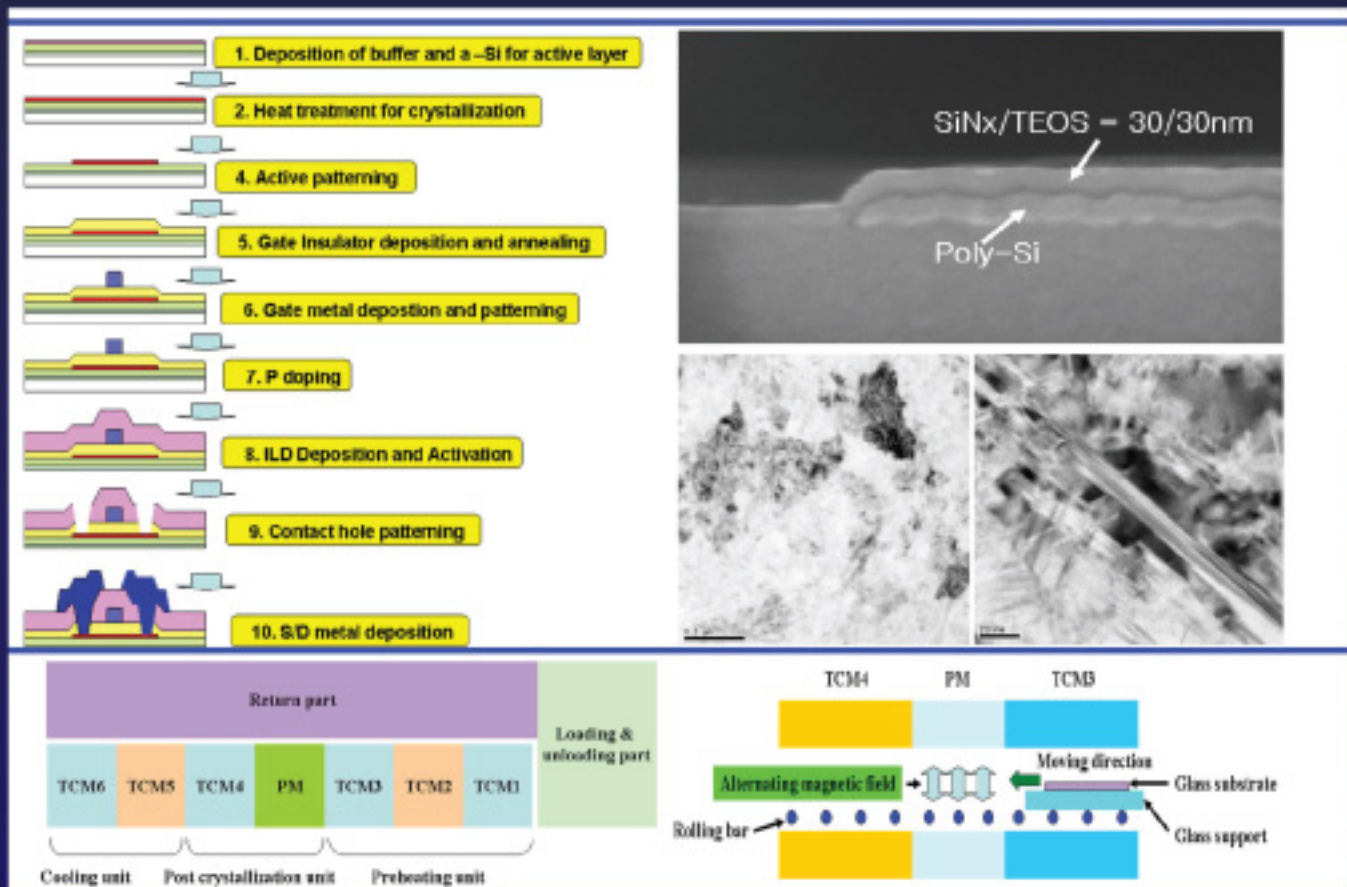 1. Deposition of buffer and a-Si for active layer
2. Heat treatment for crystallization
4. Active patterning
5. Gate Insulator deposition and annealing
6. Gate metal depostion and patterning
7. P doping
8. ILD Deposition and Activation
9. Contact hole patterning
10. S/D metal deposition
SiNx/TEOS - 30/30nm
Poly-Si
Return part
Loading &
unloading part
TCM6 TCM5 TCM4 PM TCM3 TCM2 TCM1
Cooling unit Post crystallization unit Preheating unit
TCM4 PM TCM3
Moving direction
Alternating magnetic field
Glass substrate
Rolling bar
Glass support